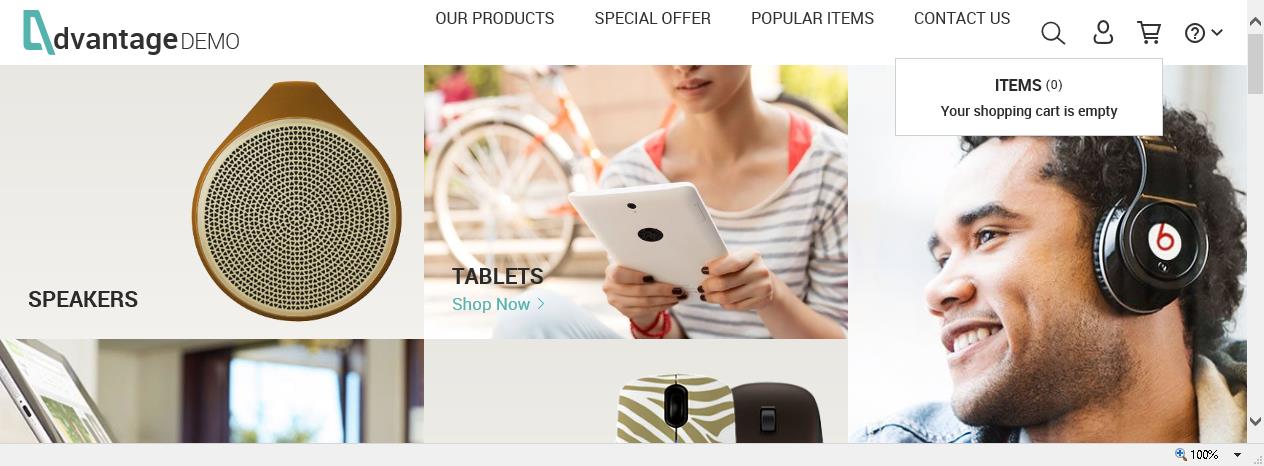 dvantage DEMO
OUR PRODUCTS
SPECIAL OFFER
POPULAR ITEMS
CONTACT US
ITEMS (0)
Your shopping cart is empty
SPEAKERS
TABLETS
Shop Now
100%